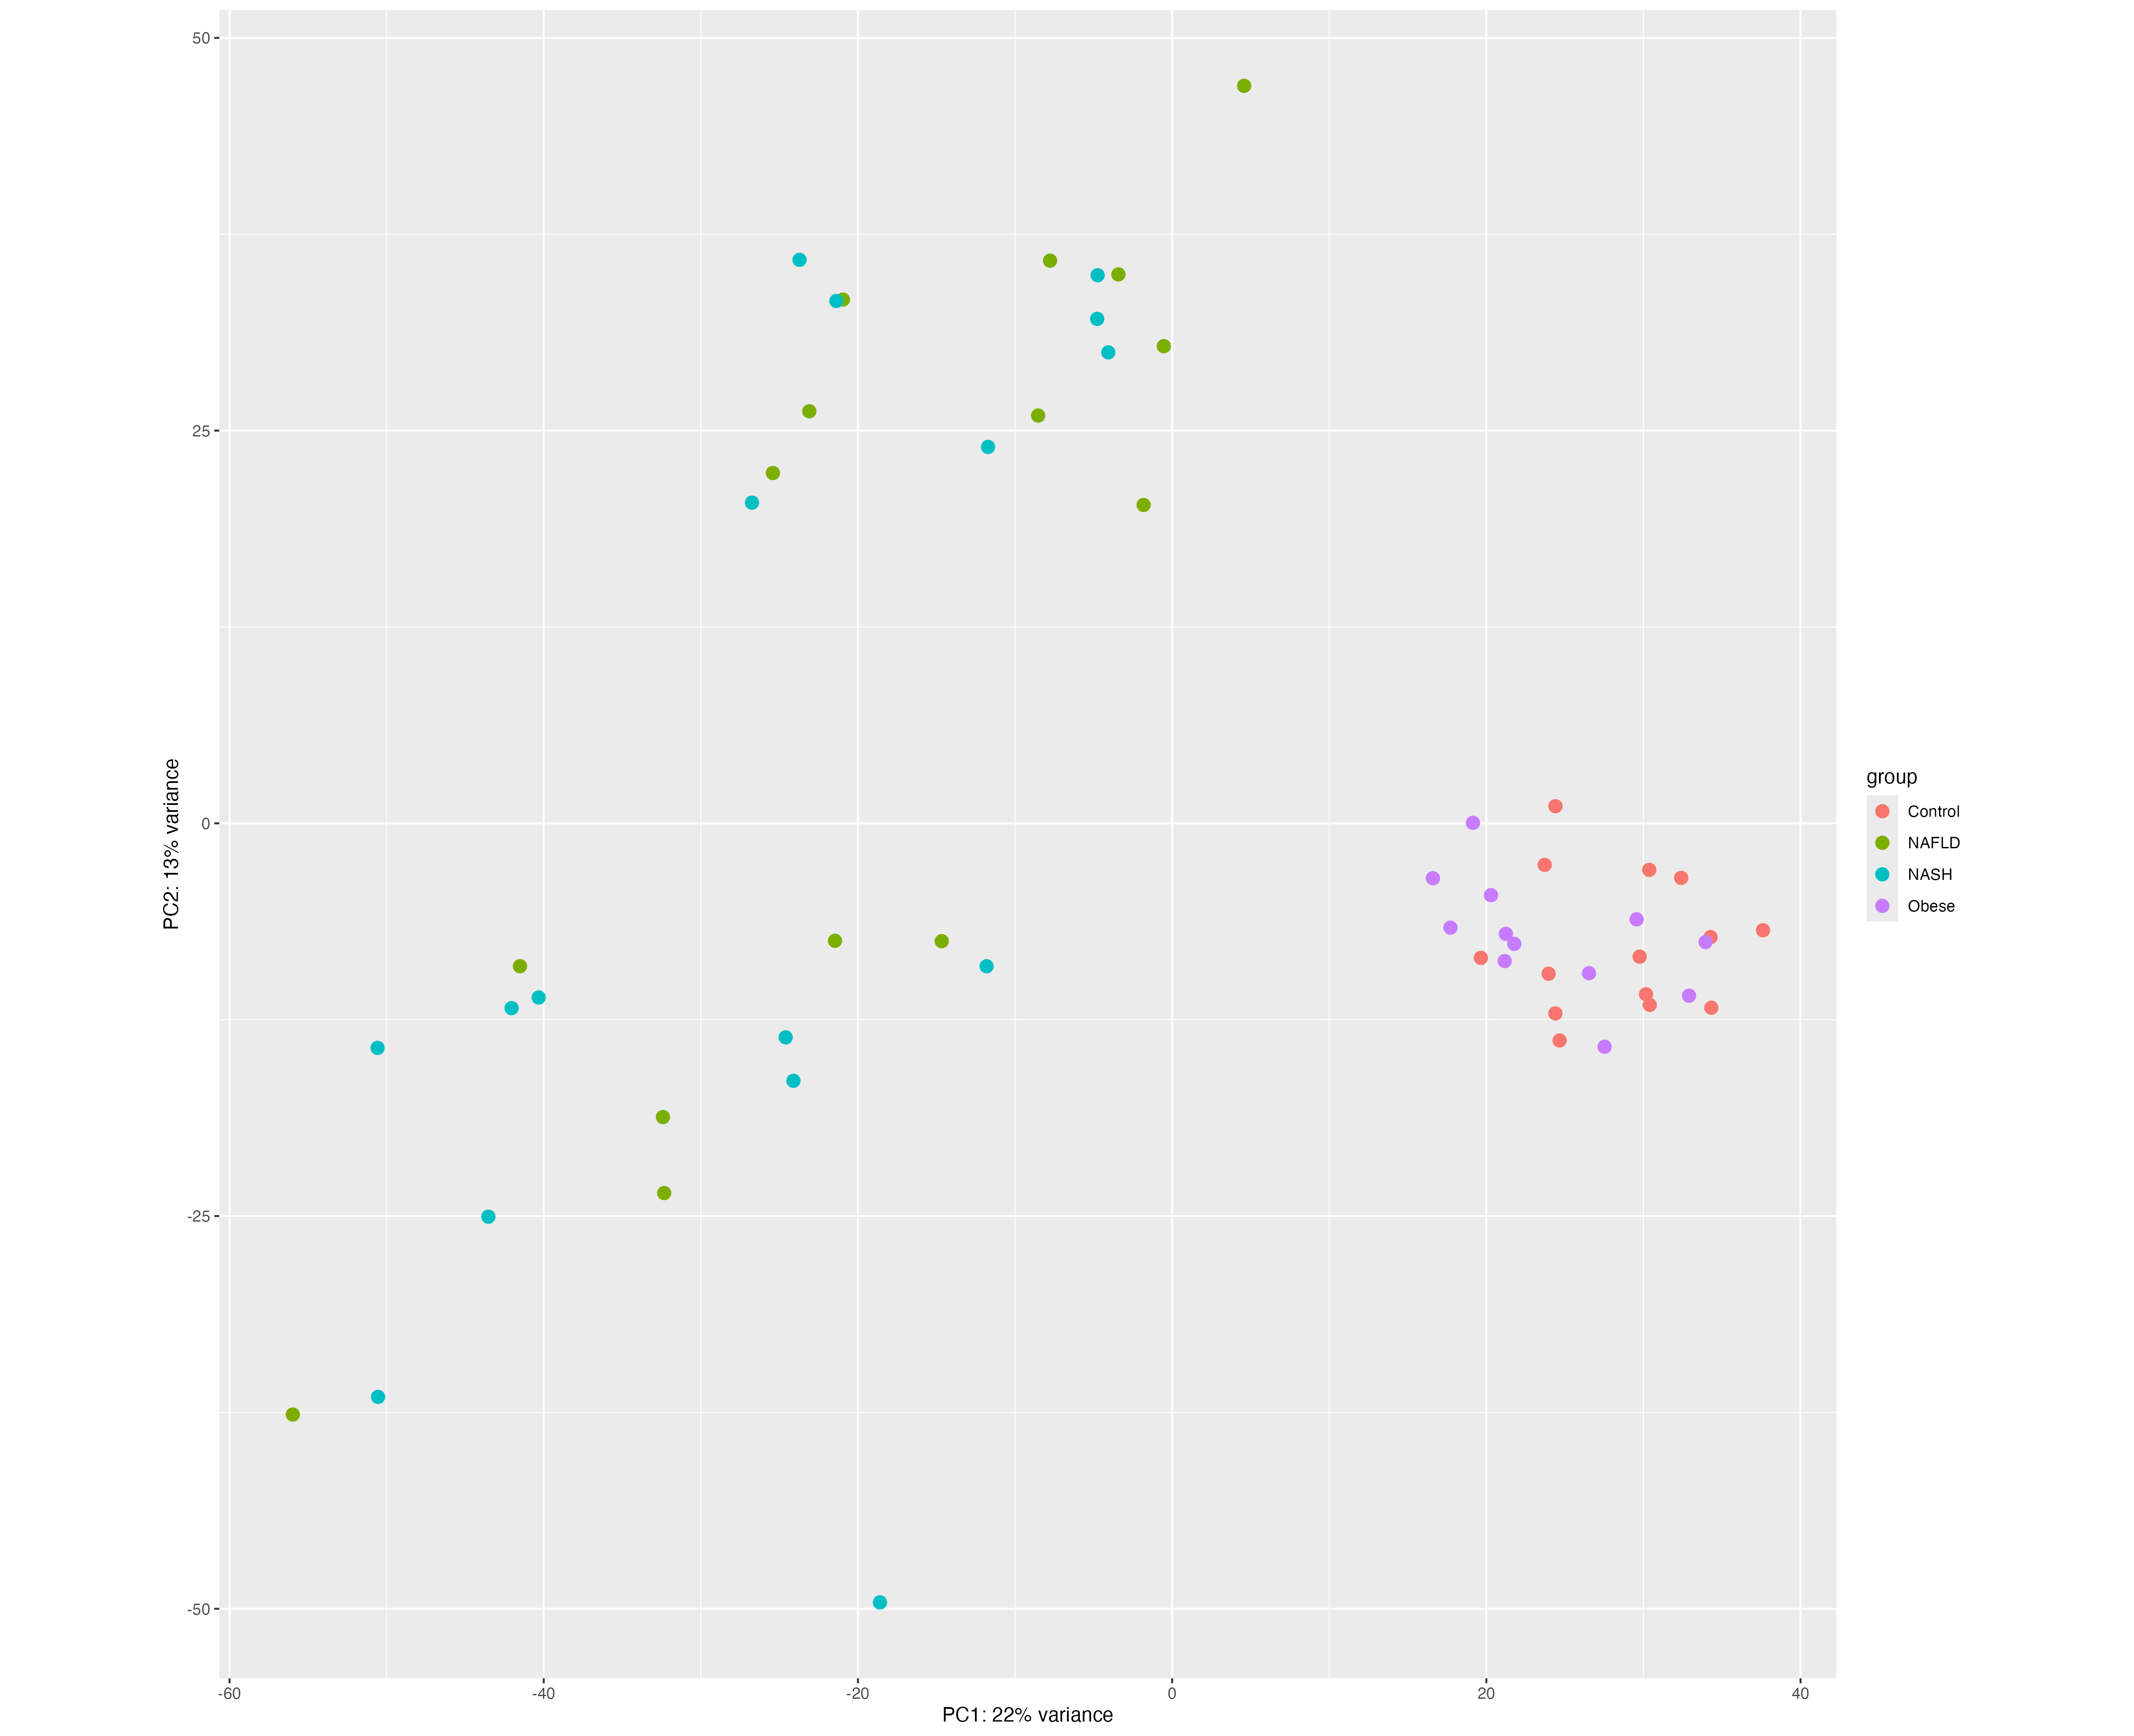 50
25
0
-25
-50
PC2: 13% variance
-60
-40
-20
0
20
40
PC1: 22% variance
group
Control
NAFLD
NASH
Obese